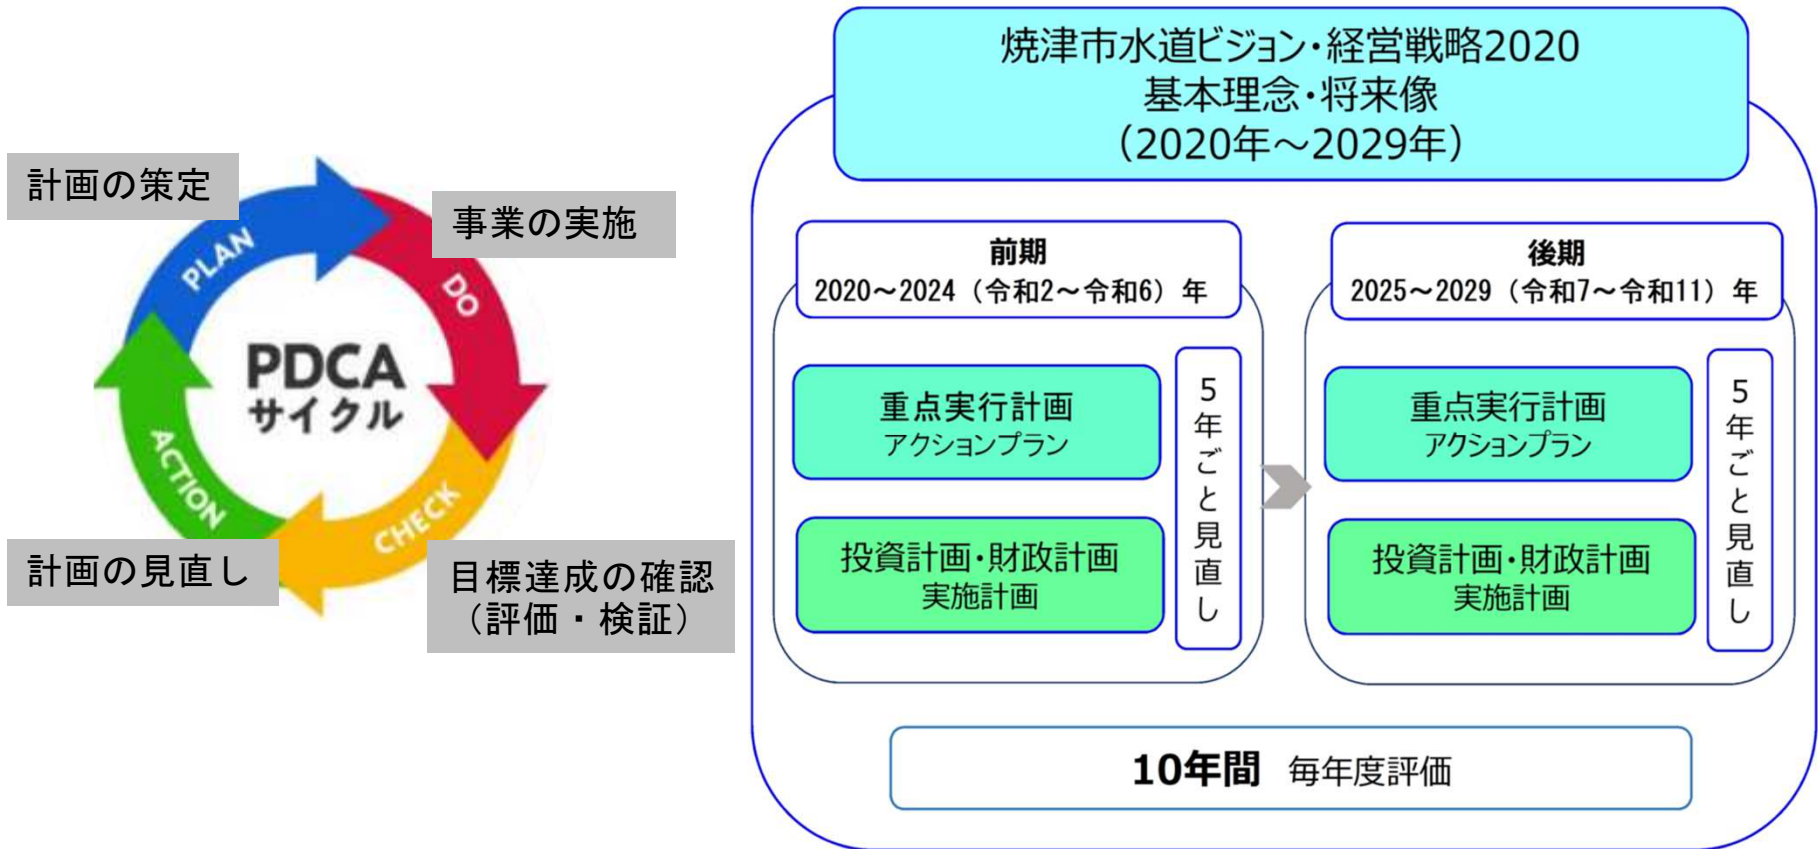 計画の策定
事業の実施
PLAN
DO
PDCA
サイクル
ACTION
CHECK
計画の見直し
目標達成の確認
（評価・検証）
焼津市水道ビジョン・経営戦略2020
基本理念・将来像
（2020年～2029年）
前期
2020～2024（令和2～令和6）年
重点実行計画
アクションプラン
投資計画・財政計画
実施計画
5年ごと見直し
後期
2025～2029（令和7～令和11）年
重点実行計画
アクションプラン
投資計画・財政計画
実施計画
5年ごと見直し
10年間 毎年度評価